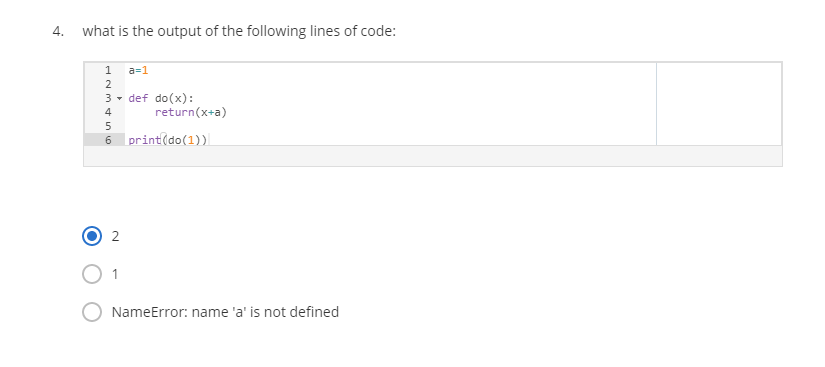 4. what is the output of the following lines of code:
1 a=1
2
3 def do(x):
4 return(x+a)
5
6 print(do(1))
2
1
NameError: name 'a' is not defined